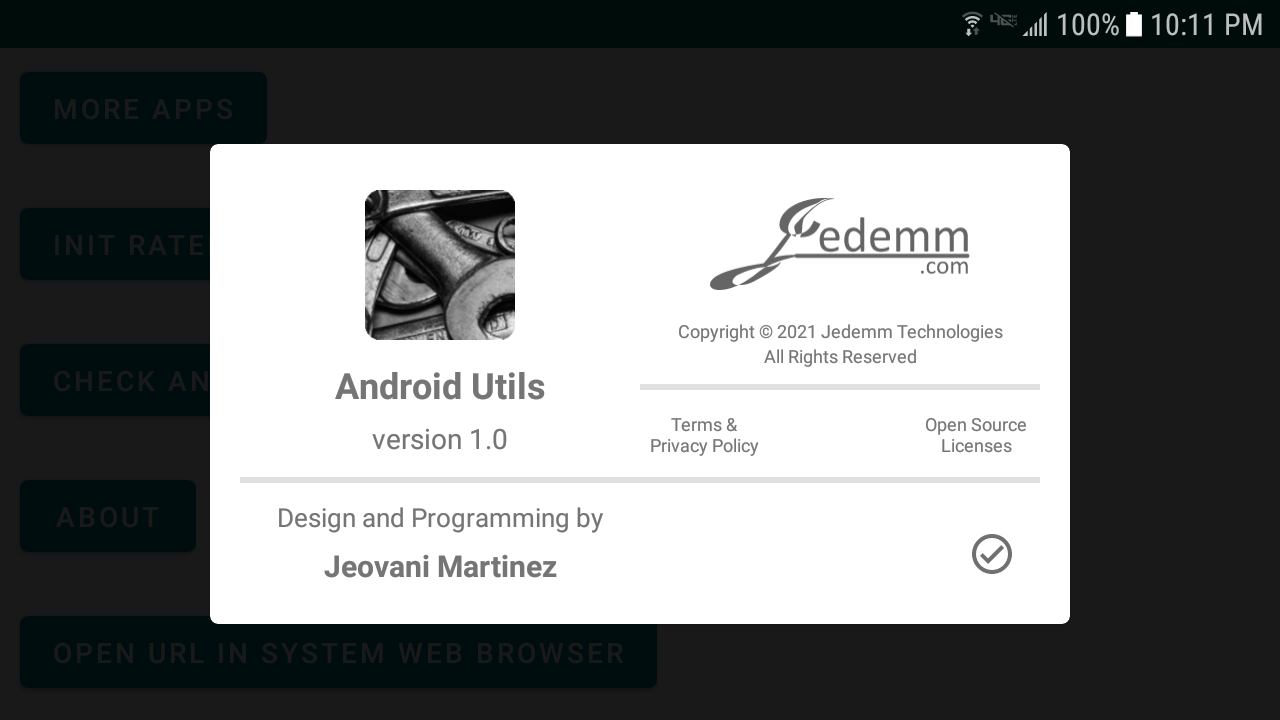 100% 10:11 PM
MORE APPS
INIT RATE
CHECK AN
ABOUT
OPEN URL IN SYSTEM WEB BROWSER
Android Utils
version 1.0
Jedemm
.com
Copyright © 2021 Jedemm Technologies
All Rights Reserved
Terms &
Privacy Policy
Open Source
Licenses
Design and Programming by
Jeovani Martinez